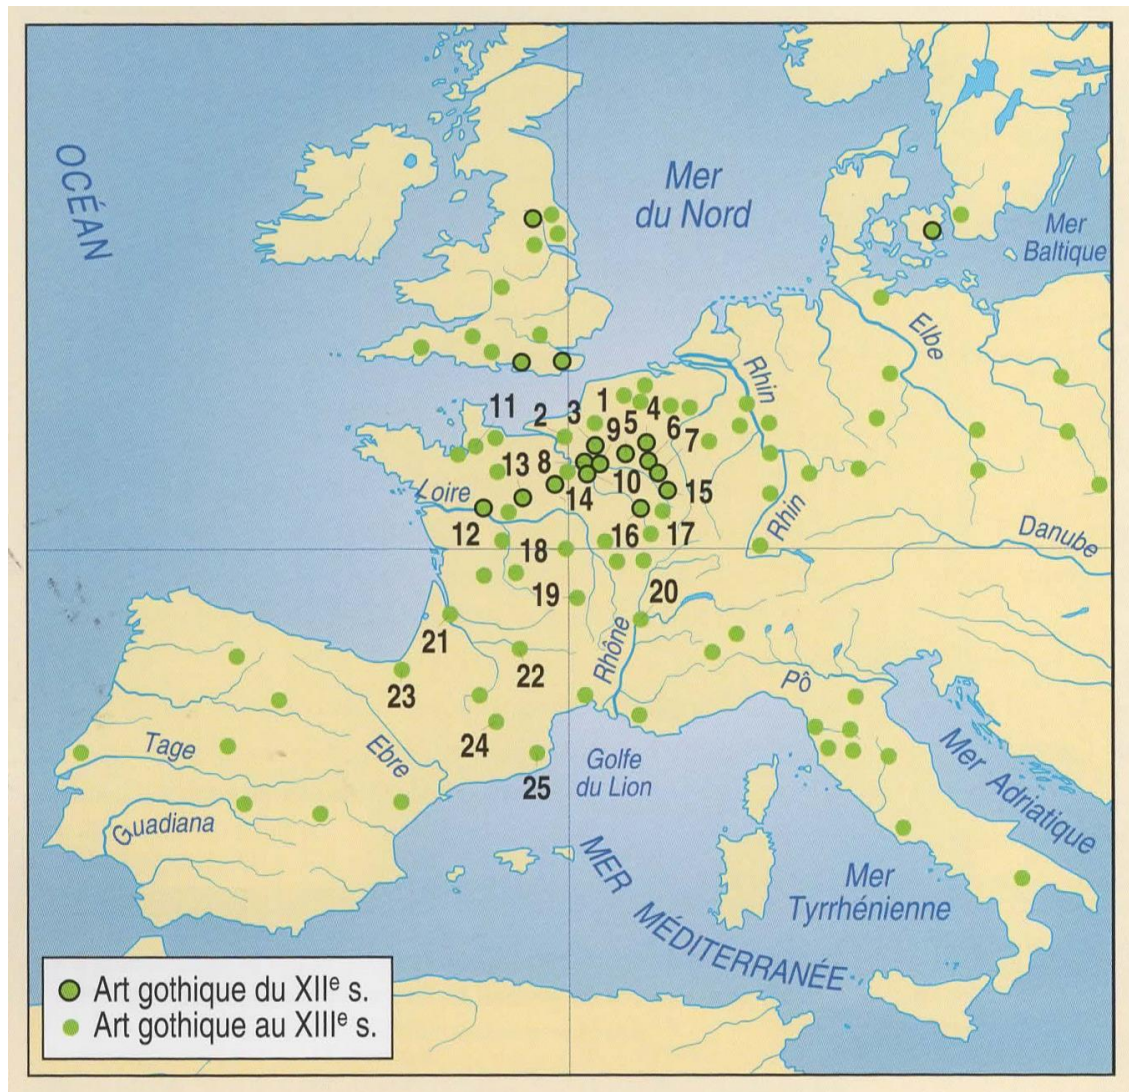 OCÉAN
Mer
du Nord
Mer
Baltique
Elbe
Rhin
11
2
3
1
4
9
5
6
7
13
8
10
15
14
Loire
Rhin
12
16
17
Danube
18
19
20
21
Rhône
22
23
Pô
24
Tage
Ebre
Golfe
du Lion
25
Mer Adriatique
Guadiana
MER MÉDITERRANÉE
Mer
Tyrrhénienne
Art gothique du XIIᵉ s.
Art gothique au XIIIᵉ s.